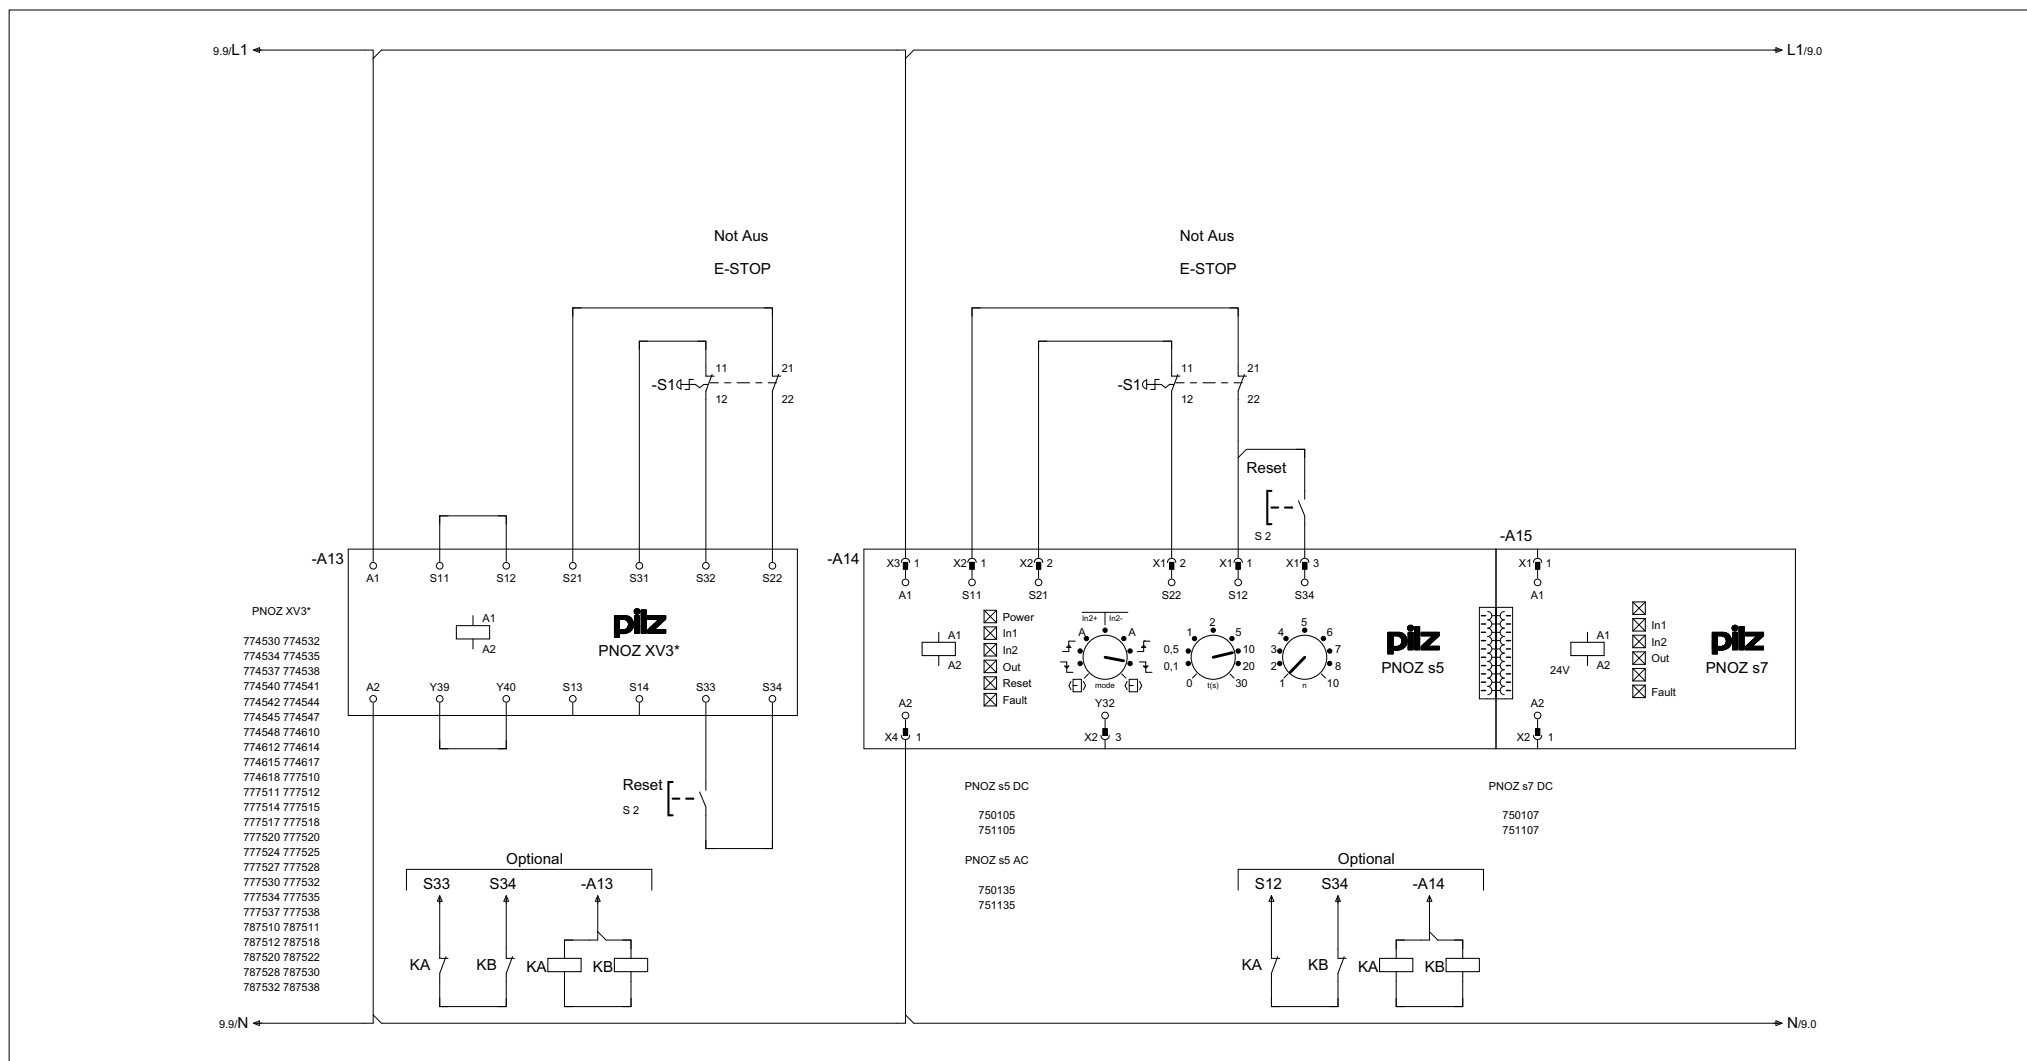 9.9/L1
L1/9.0
Not Aus
E-STOP
Not Aus
E-STOP
-S1
11
12
21
22
-S1
11
12
21
22
Reset
S 2
-A13
A1
S11
S12
S21
S31
S32
S22
A1
A2
pilz
PNOZ XV3*
A2
Y39
Y40
S13
S14
S33
S34
Reset
S 2
PNOZ XV3*
774530 774532
774534 774535
774537 774538
774540 774541
774542 774544
774545 774547
774548 774610
774612 774614
774615 774617
774618 777510
777511 777512
777514 777515
777517 777518
777520 777520
777524 777525
777527 777528
777530 777532
777534 777535
777537 777538
787510 787511
787512 787518
787520 787522
787528 787530
787532 787538
Optional
S33
S34
-A13
KA
KB
KA
KB
-A14
X3 1
X2 1
X2 2
X1 2
X1 1
X1 3
A1
S11
S21
S22
S12
S34
A1
A2
Power
In1
In2
Out
Reset
Fault
In2+
In2-
A
A
mode
0
0,1
0,5
1
2
5
10
20
30
t(s)
1
2
3
4
5
6
7
8
10
n
pilz
PNOZ s5
A2
X4 1
Y32
X2 3
-A15
X1 1
A1
24V
A1
A2
In1
In2
Out
Fault
pilz
PNOZ s7
A2
X2 1
PNOZ s5 DC
750105
751105
PNOZ s5 AC
750135
751135
PNOZ s7 DC
750107
751107
Optional
S12
S34
-A14
KA
KB
KA
KB
9.9/N
N/9.0